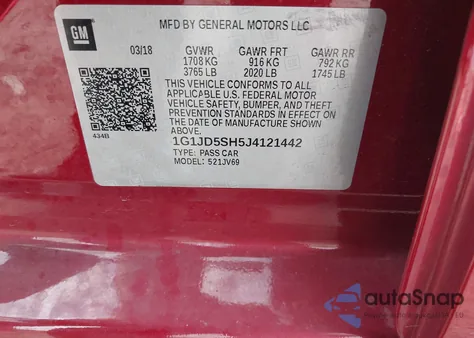 MFD BY GENERAL MOTORS LLC
GM
03/18 GVWR GAWR FRT GAWR RR
1708 KG 916 KG 792 KG
3765 LB 2020 LB 1745 LB
THIS VEHICLE CONFORMS TO ALL
APPLICABLE U.S. FEDERAL MOTOR
VEHICLE SAFETY, BUMPER, AND THEFT
PREVENTION STANDARDS IN EFFECT ON
THE DATE OF MANUFACTURE SHOWN
ABOVE.
434B
1G1JD5SH5J4121442
TYPE: PASS CAR
MODEL: 521JV69
autoSnap